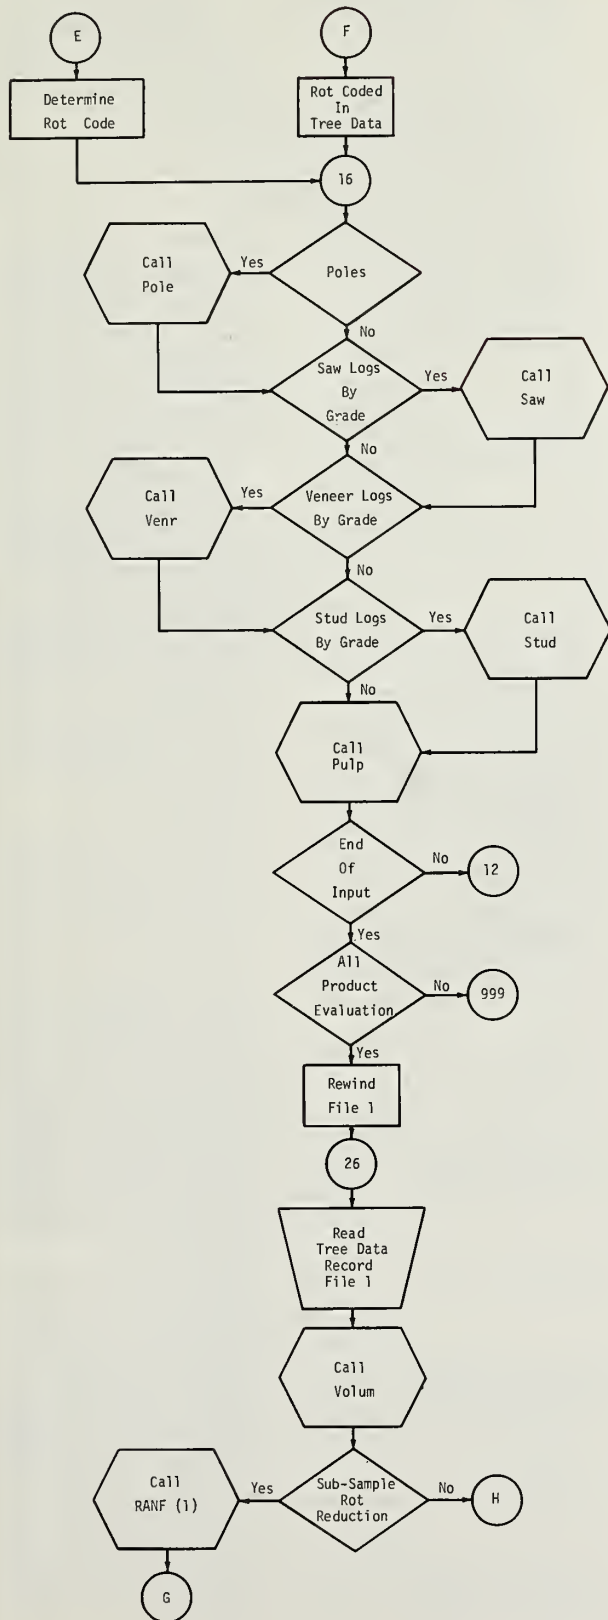 E
F
Determine
Rot Code
Rot Coded
In
Tree Data
16
Call
Pole
Yes
Poles
No
Saw Logs
By
Grade
Yes
Call
Saw
No
Call
Venr
Yes
Veneer Logs
By Grade
No
Stud Logs
By Grade
Yes
Call
Stud
No
Call
Pulp
End
Of
Input
No
12
Yes
All
Product
Evaluation
No
999
Yes
Rewind
File 1
26
Read
Tree Data
Record
File 1
Call
Volum
Call
RANF (1)
Yes
Sub-Sample
Rot
Reduction
No
H
G